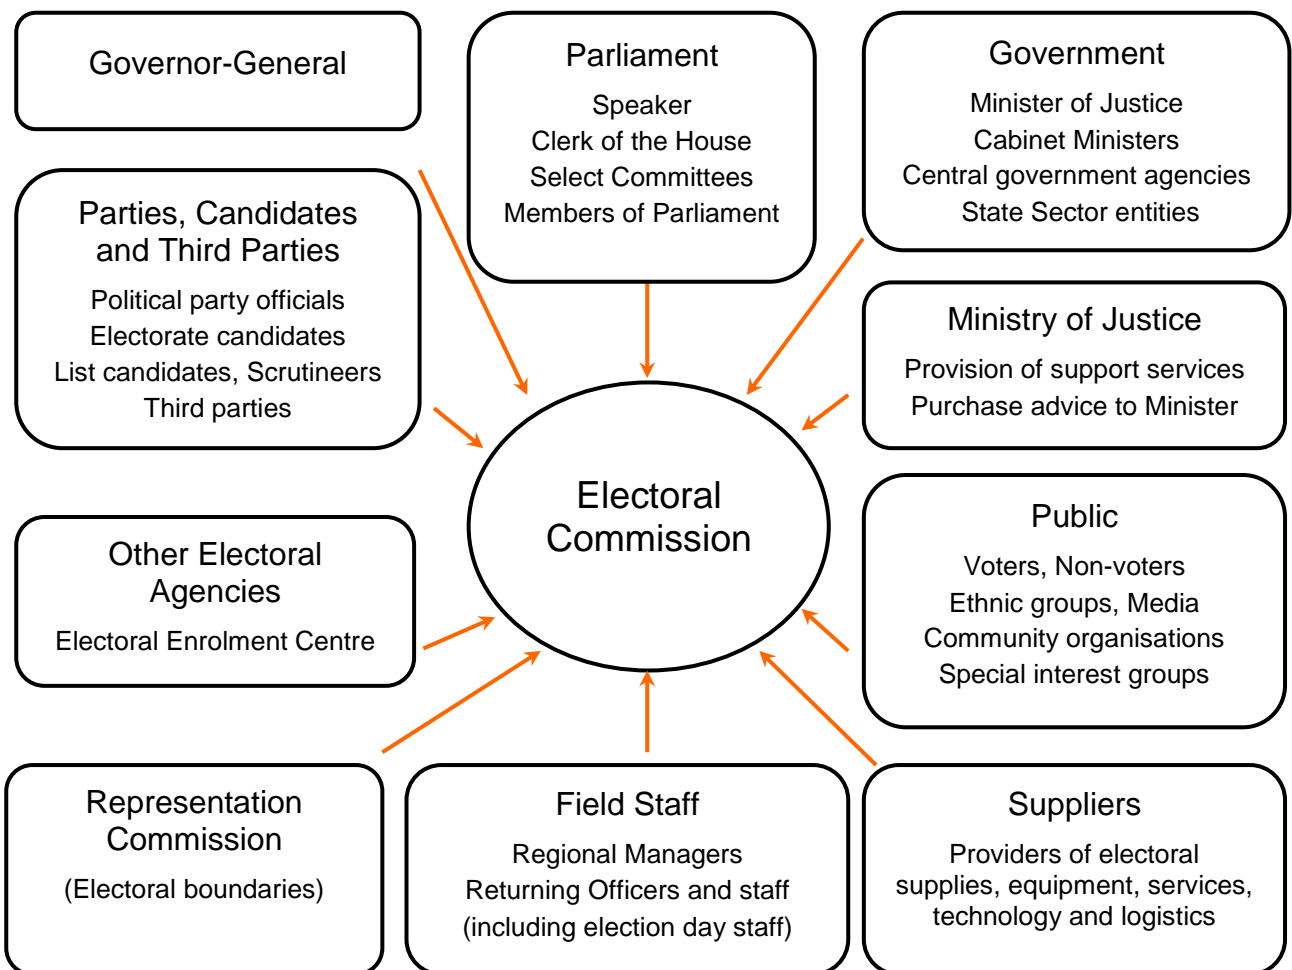 Governor-General
Parliament
Speaker
Clerk of the House
Select Committees
Members of Parliament
Government
Minister of Justice
Cabinet Ministers
Central government agencies
State Sector entities
Parties, Candidates
and Third Parties
Political party officials
Electorate candidates
List candidates, Scrutineers
Third parties
Ministry of Justice
Provision of support services
Purchase advice to Minister
Electoral
Commission
Other Electoral
Agencies
Electoral Enrolment Centre
Public
Voters, Non-voters
Ethnic groups, Media
Community organisations
Special interest groups
Representation
Commission
(Electoral boundaries)
Field Staff
Regional Managers
Returning Officers and staff
(including election day staff)
Suppliers
Providers of electoral
supplies, equipment, services,
technology and logistics